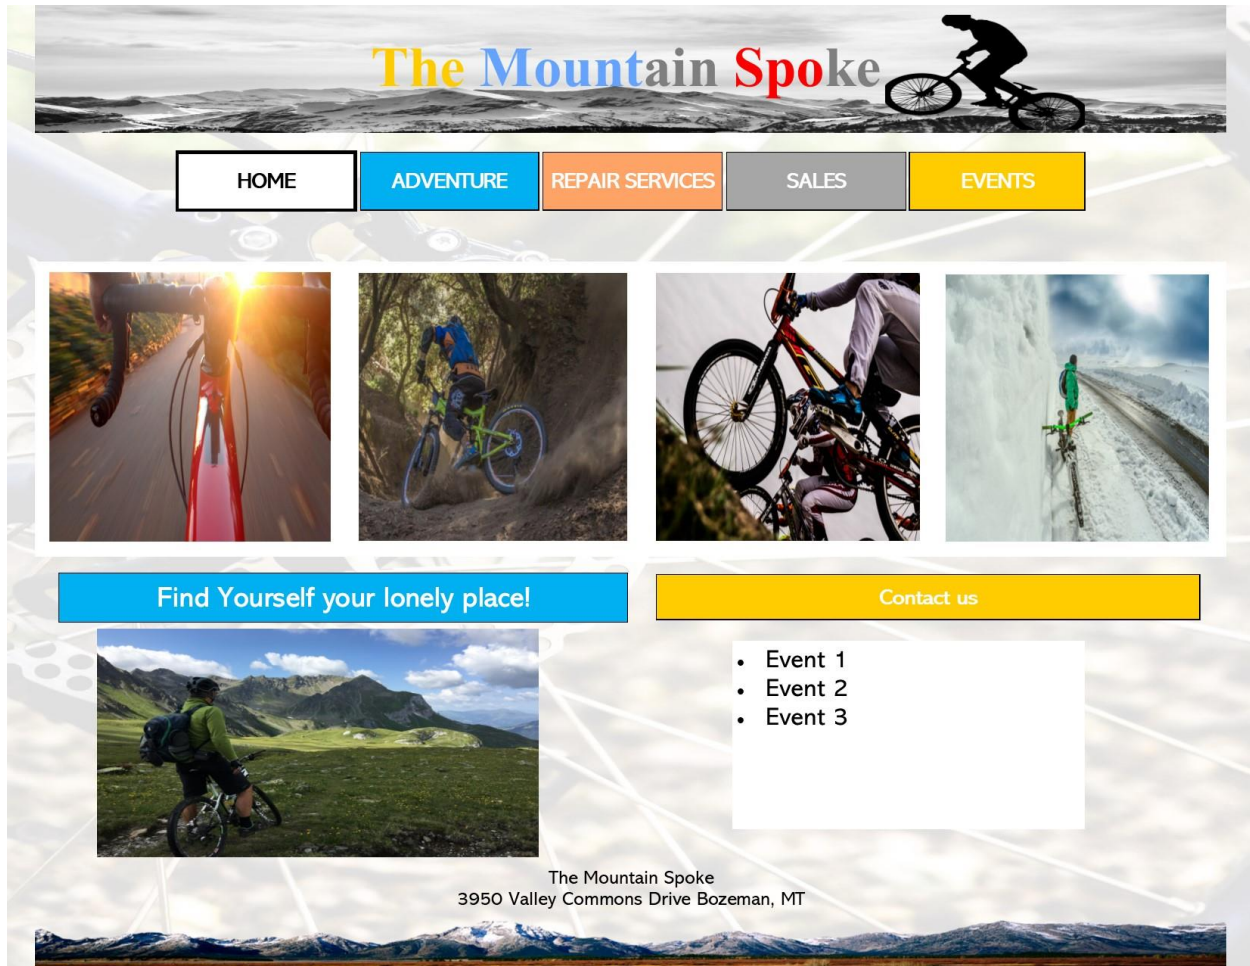 The Mountain Spoke
HOME
ADVENTURE
REPAIR SERVICES
SALES
EVENTS
Find Yourself your lonely place!
Contact us
• Event 1
• Event 2
• Event 3
The Mountain Spoke
3950 Valley Commons Drive Bozeman, MT